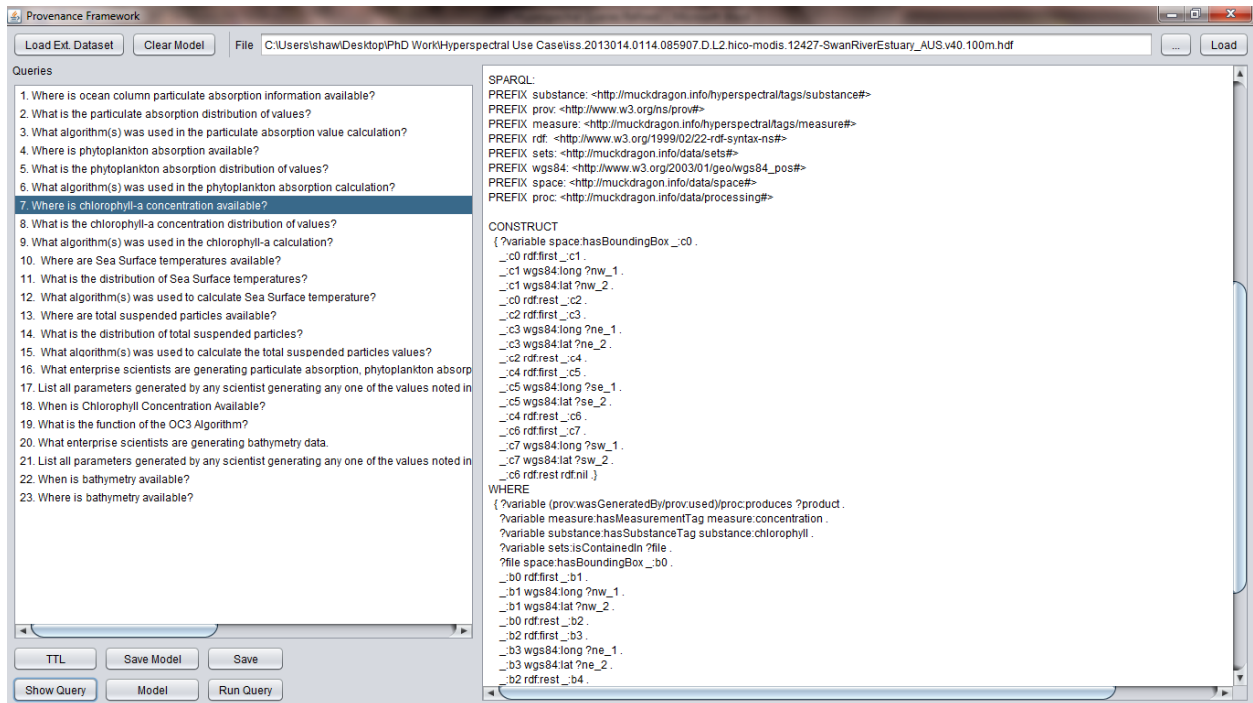 Provenance Framework
Load Ext. Dataset Clear Model File C:\Users\shaw\Desktop\PhD Work\Hyperspectral Use Case\iss.2013014.0114.085907.D.L2.hico-modis.12427-SwanRiverEstuary_AUS.v40.100m.hdf ... Load
Queries
1. Where is ocean column particulate absorption information available?
2. What is the particulate absorption distribution of values?
3. What algorithm(s) was used in the particulate absorption value calculation?
4. Where is phytoplankton absorption available?
5. What is the phytoplankton absorption distribution of values?
6. What algorithm(s) was used in the phytoplankton absorption calculation?
7. Where is chlorophyll-a concentration available?
8. What is the chlorophyll-a concentration distribution of values?
9. What algorithm(s) was used in the chlorophyll-a calculation?
10. Where are Sea Surface temperatures available?
11. What is the distribution of Sea Surface temperatures?
12. What algorithm(s) was used to calculate Sea Surface temperature?
13. Where are total suspended particles available?
14. What is the distribution of total suspended particles?
15. What algorithm(s) was used to calculate the total suspended particles values?
16. What enterprise scientists are generating particulate absorption, phytoplankton absorp
17. List all parameters generated by any scientist generating any one of the values noted in
18. When is Chlorophyll Concentration Available?
19. What is the function of the OC3 Algorithm?
20. What enterprise scientists are generating bathymetry data.
21. List all parameters generated by any scientist generating any one of the values noted in
22. When is bathymetry available?
23. Where is bathymetry available?
TTL Save Model Save
Show Query Model Run Query
SPARQL:
PREFIX substance: <http://muckdragon.info/hyperspectral/tags/substance#>
PREFIX prov: <http://www.w3.org/ns/prov#>
PREFIX measure: <http://muckdragon.info/hyperspectral/tags/measure#>
PREFIX rdf: <http://www.w3.org/1999/02/22-rdf-syntax-ns#>
PREFIX sets: <http://muckdragon.info/data/sets#>
PREFIX wgs84: <http://www.w3.org/2003/01/geo/wgs84_pos#>
PREFIX space: <http://muckdragon.info/data/space#>
PREFIX proc: <http://muckdragon.info/data/processing#>
CONSTRUCT
{ ?variable space:hasBoundingBox _:c0 .
_:c0 rdf:first _:c1 .
_:c1 wgs84:long ?nw_1 .
_:c1 wgs84:lat ?nw_2 .
_:c0 rdf:rest _:c2 .
_:c2 rdf:first _:c3 .
_:c3 wgs84:long ?ne_1 .
_:c3 wgs84:lat ?ne_2 .
_:c2 rdf:rest _:c4 .
_:c4 rdf:first _:c5 .
_:c5 wgs84:long ?se_1 .
_:c5 wgs84:lat ?se_2 .
_:c4 rdf:rest _:c6 .
_:c6 rdf:first _:c7 .
_:c7 wgs84:long ?sw_1 .
_:c7 wgs84:lat ?sw_2 .
_:c6 rdf:rest rdf:nil .}
WHERE
{ ?variable (prov:wasGeneratedBy/prov:used)/proc:produces ?product .
?variable measure:hasMeasurementTag measure:concentration .
?variable substance:hasSubstanceTag substance:chlorophyll .
?variable sets:isContainedIn ?file .
?file space:hasBoundingBox _:b0 .
_:b0 rdf:first _:b1 .
_:b1 wgs84:long ?nw_1 .
_:b1 wgs84:lat ?nw_2 .
_:b0 rdf:rest _:b2 .
_:b2 rdf:first _:b3 .
_:b3 wgs84:long ?ne_1 .
_:b3 wgs84:lat ?ne_2 .
_:b2 rdf:rest _:b4 .